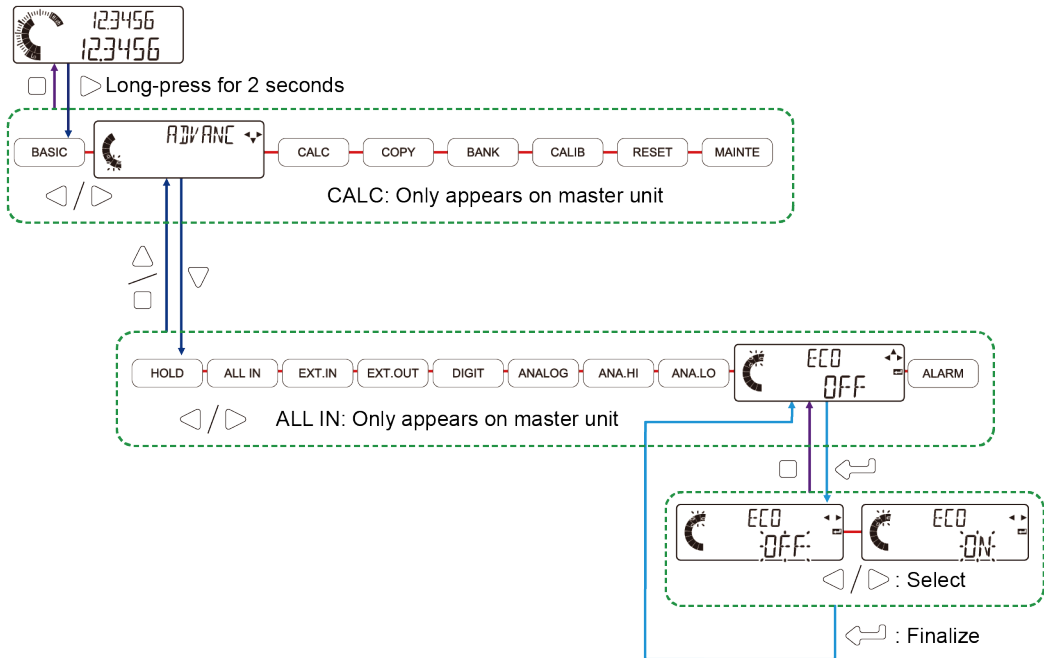 12.3456
12.3456
Long-press for 2 seconds
BASIC ADVANC CALC COPY BANK CALIB RESET MAINTE
/ CALC: Only appears on master unit
HOLD ALL IN EXT.IN EXT.OUT DIGIT ANALOG ANA.HI ANA.LO ECO ALARM
OFF
/ ALL IN: Only appears on master unit
ECO ECO
OFF ON
/ : Select
: Finalize